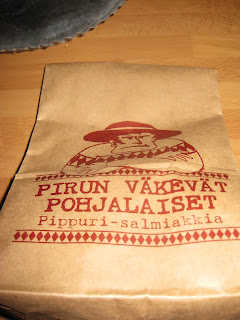 PIRUN VÄKEVÄT
POHJALAISET
Pippuri-salmiakkia